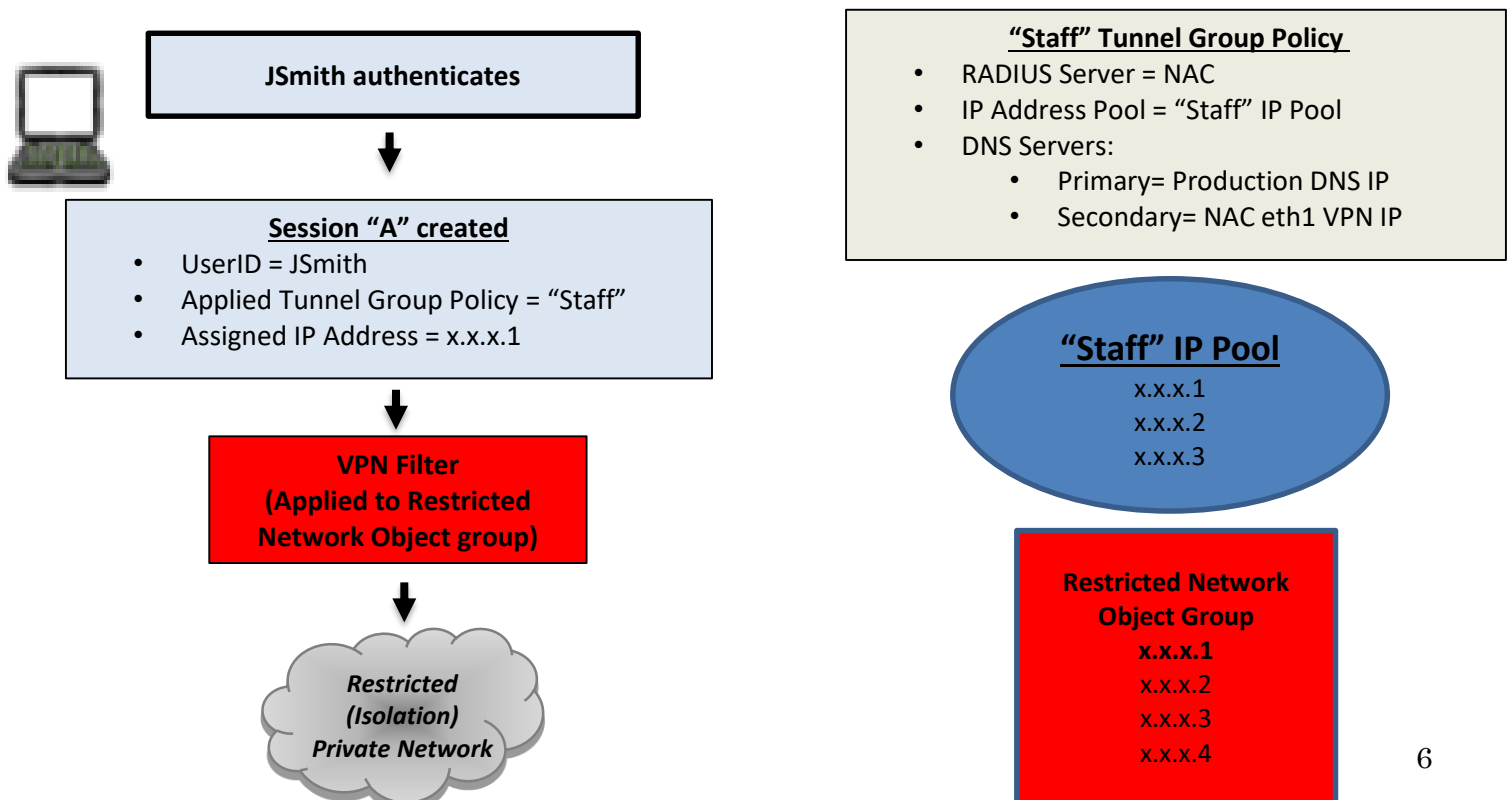 JSmith authenticates
Session “A” created
• UserID = JSmith
• Applied Tunnel Group Policy = “Staff”
• Assigned IP Address = x.x.x.1
VPN Filter
(Applied to Restricted
Network Object group)
Restricted
(Isolation)
Private Network
“Staff” Tunnel Group Policy
• RADIUS Server = NAC
• IP Address Pool = “Staff” IP Pool
• DNS Servers:
• Primary= Production DNS IP
• Secondary= NAC eth1 VPN IP
“Staff” IP Pool
x.x.x.1
x.x.x.2
x.x.x.3
Restricted Network
Object Group
x.x.x.1
x.x.x.2
x.x.x.3
x.x.x.4
6